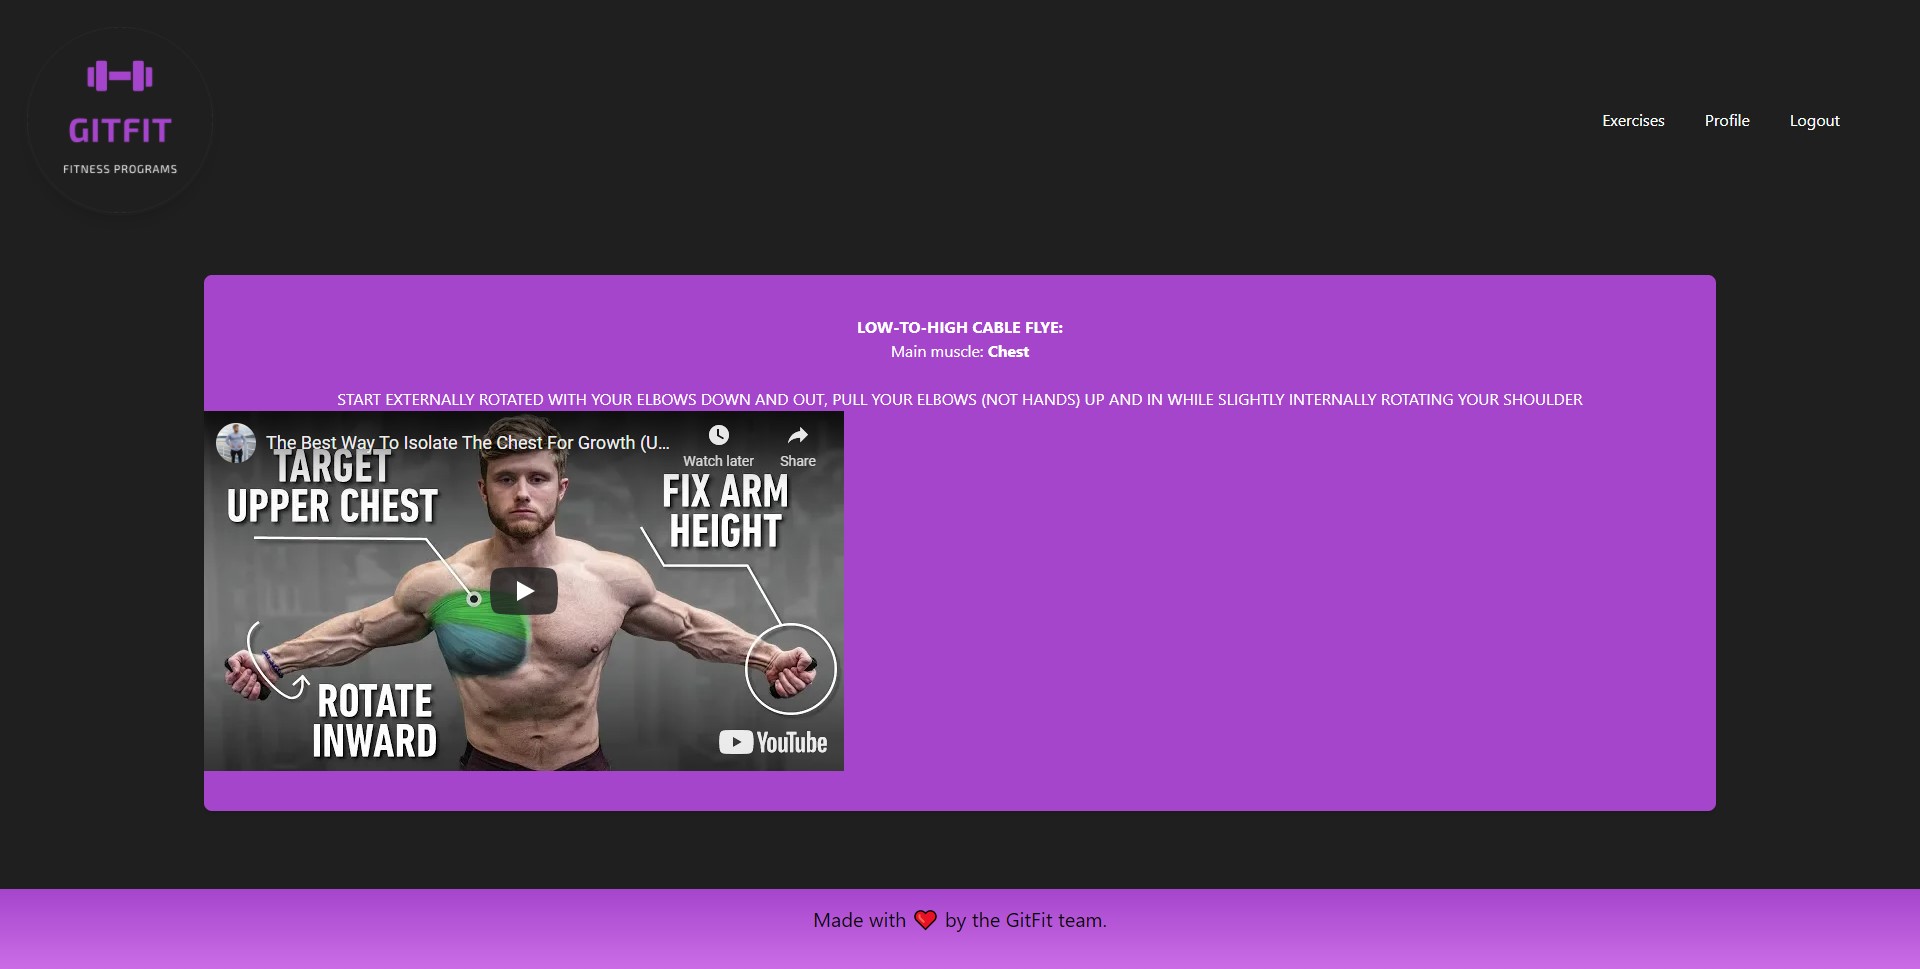 GITFIT
FITNESS PROGRAMS
Exercises
Profile
Logout
LOW-TO-HIGH CABLE FLYE:
Main muscle: Chest
START EXTERNALLY ROTATED WITH YOUR ELBOWS DOWN AND OUT, PULL YOUR ELBOWS (NOT HANDS) UP AND IN WHILE SLIGHTLY INTERNALLY ROTATING YOUR SHOULDER
The Best Way To Isolate The Chest For Growth (U...
Watch later
Share
TARGET
UPPER CHEST
FIX ARM
HEIGHT
ROTATE
INWARD
YouTube
Made with ❤️ by the GitFit team.